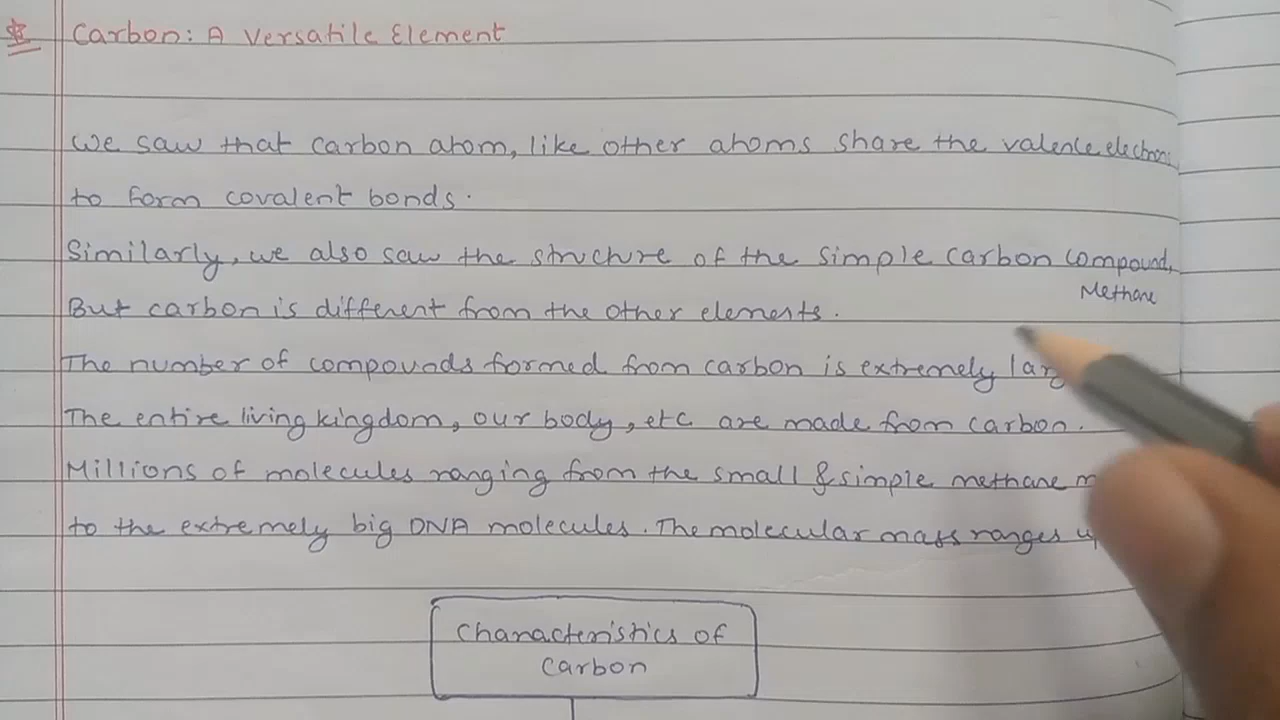 Carbon: A Versatile Element
We saw that carbon atom, like other atoms share the valence electrons
to form covalent bonds.
Similarly, we also saw the structure of the simple carbon compound,
Methane
But carbon is different from the other elements.
The number of compounds formed from carbon is extremely
The entire living kingdom, our body, etc are made from carbon.
Millions of molecules ranging from the small & simple methane
to the extremely big DNA molecules. The molecular mass ranges
Characteristics of
Carbon